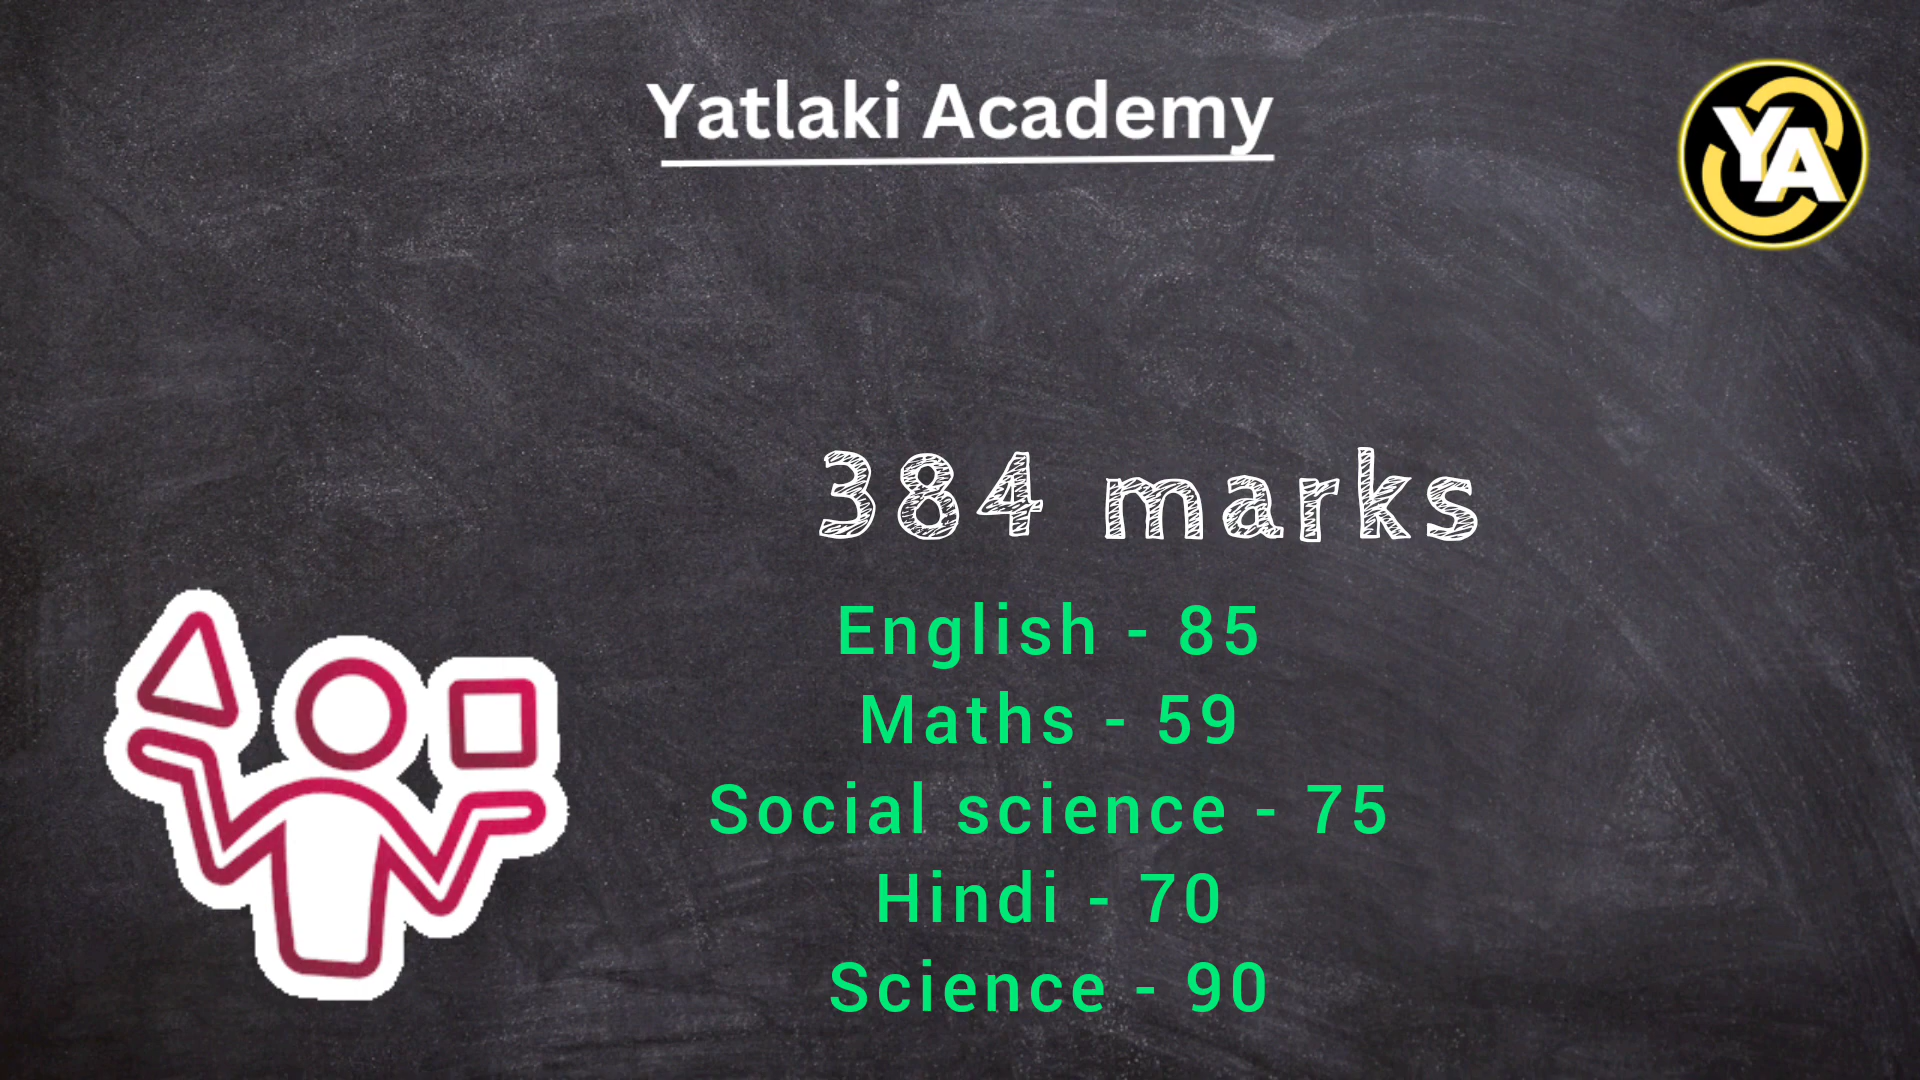 Yatlaki Academy
YA
384 marks
English - 85
Maths - 59
Social science - 75
Hindi - 70
Science - 90